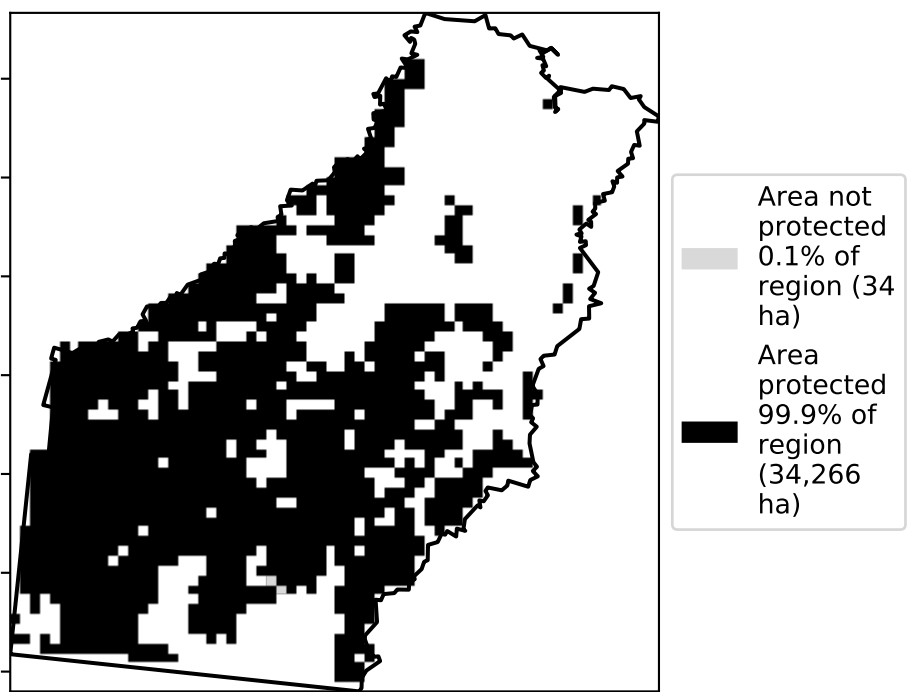 Area not
protected
0.1% of
region (34
ha)
Area
protected
99.9% of
region
(34,266
ha)